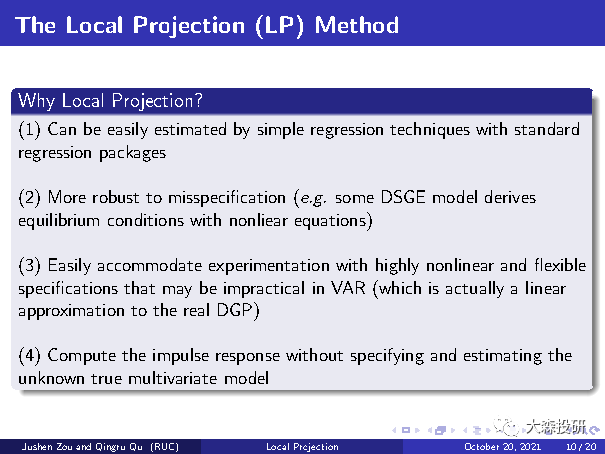 The Local Projection (LP) Method
Why Local Projection?
(1) Can be easily estimated by simple regression techniques with standard
regression packages
(2) More robust to misspecification (e.g. some DSGE model derives
equilibrium conditions with nonliear equations)
(3) Easily accommodate experimentation with highly nonlinear and flexible
specifications that may be impractical in VAR (which is actually a linear
approximation to the real DGP)
(4) Compute the impulse response without specifying and estimating the
unknown true multivariate model
大森投研
Jushen Zou and Qingru Qu (RUC) Local Projection October 20, 2021 10 / 20